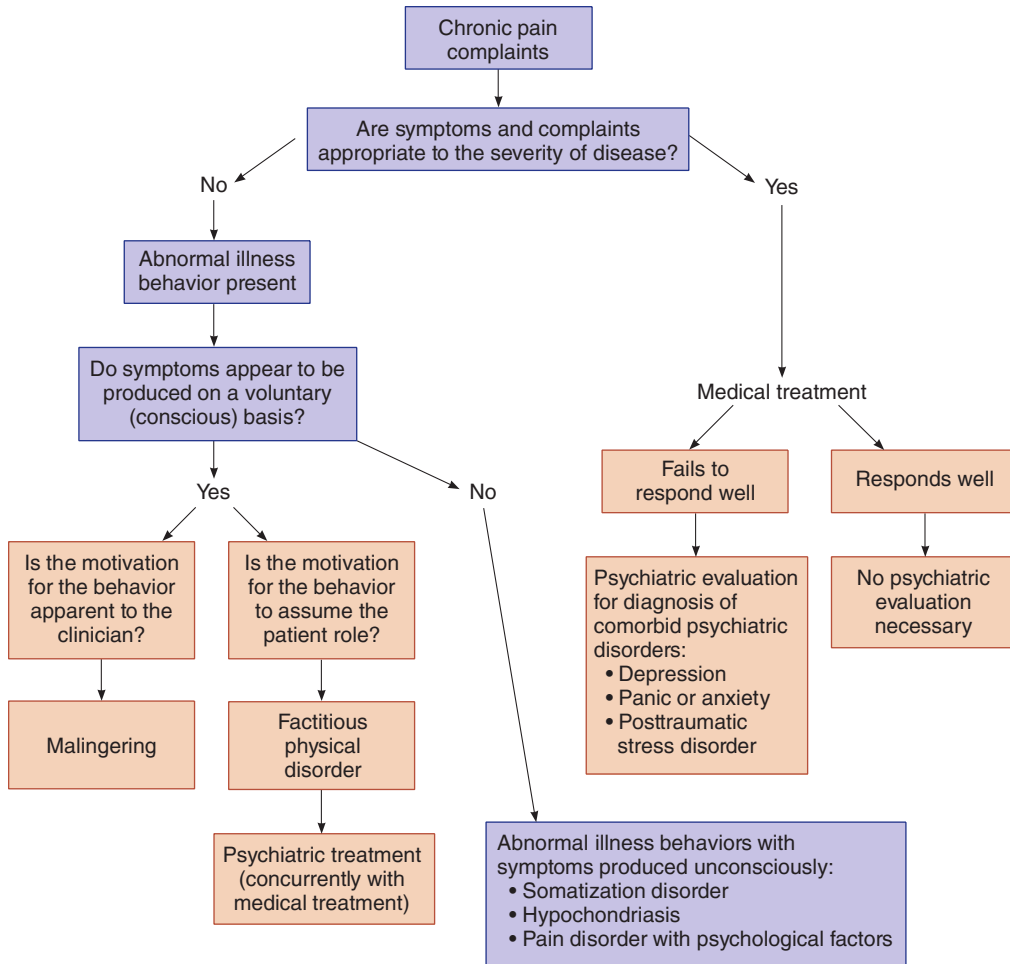 Chronic pain
complaints
Are symptoms and complaints
appropriate to the severity of disease?
No
Yes
Abnormal illness
behavior present
Do symptoms appear to be
produced on a voluntary
(conscious) basis?
Medical treatment
Yes
No
Fails to
respond well
Responds well
Is the motivation
for the behavior
apparent to the
clinician?
Is the motivation
for the behavior
to assume the
patient role?
Psychiatric evaluation
for diagnosis of
comorbid psychiatric
disorders:
• Depression
• Panic or anxiety
• Posttraumatic
stress disorder
No psychiatric
evaluation
necessary
Malingering
Factitious
physical
disorder
Psychiatric treatment
(concurrently with
medical treatment)
Abnormal illness behaviors with
symptoms produced unconsciously:
• Somatization disorder
• Hypochondriasis
• Pain disorder with psychological factors